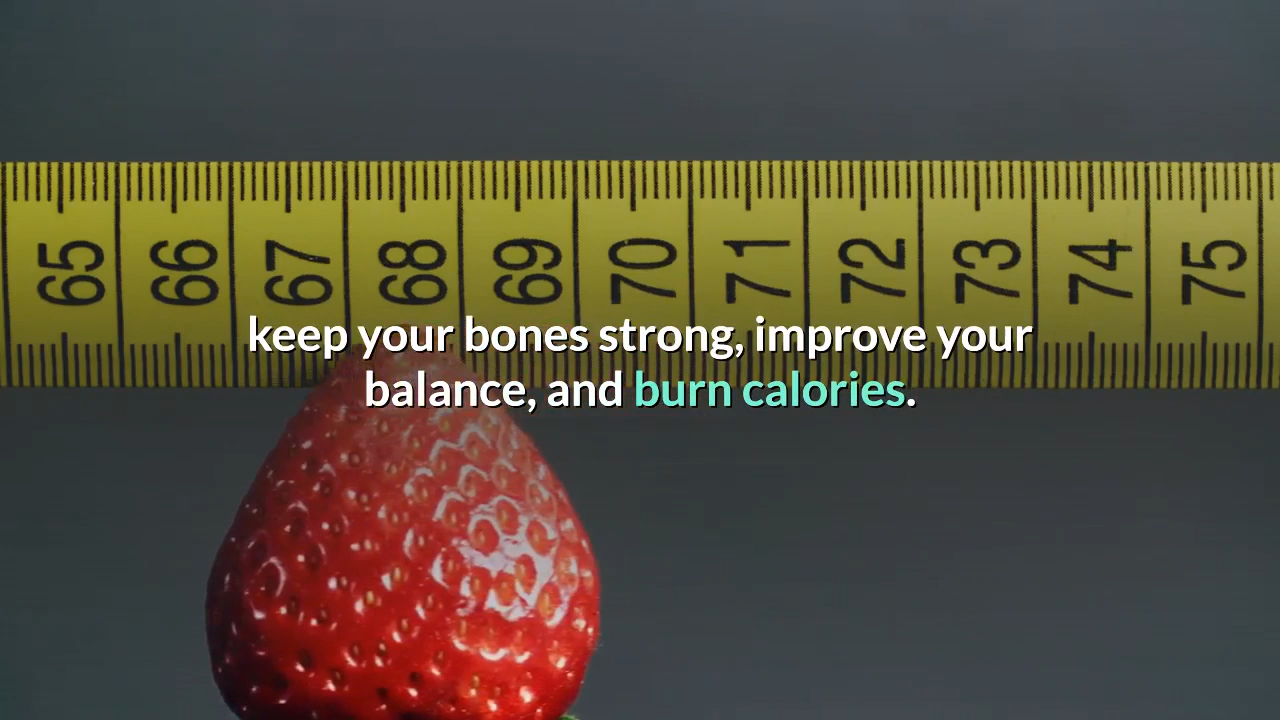 65 66 67 68 69 70 71 72 73 74 75
keep your bones strong, improve your
balance, and burn calories.